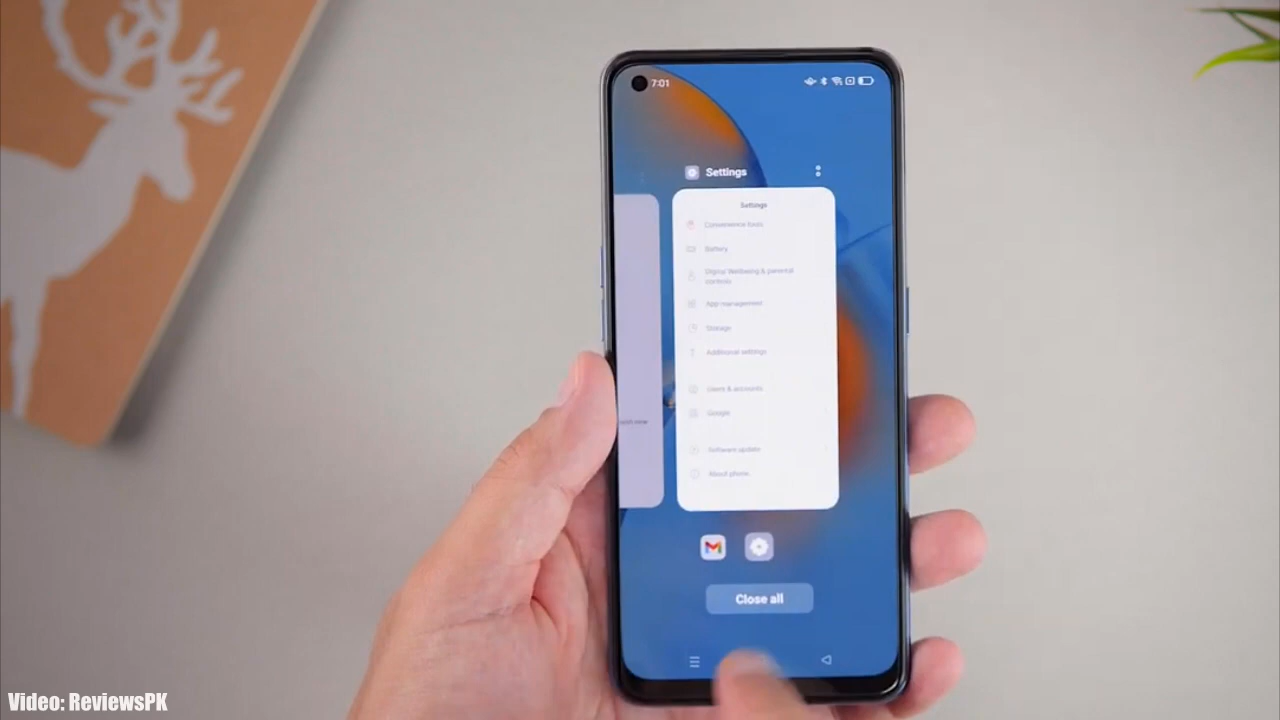 7:01
Settings
Settings
Convenience tools
Battery
Digital Wellbeing & parental
controls
App management
Storage
Additional settings
Users & accounts
Google
Software update
About phone
Close all
Video: ReviewsPK